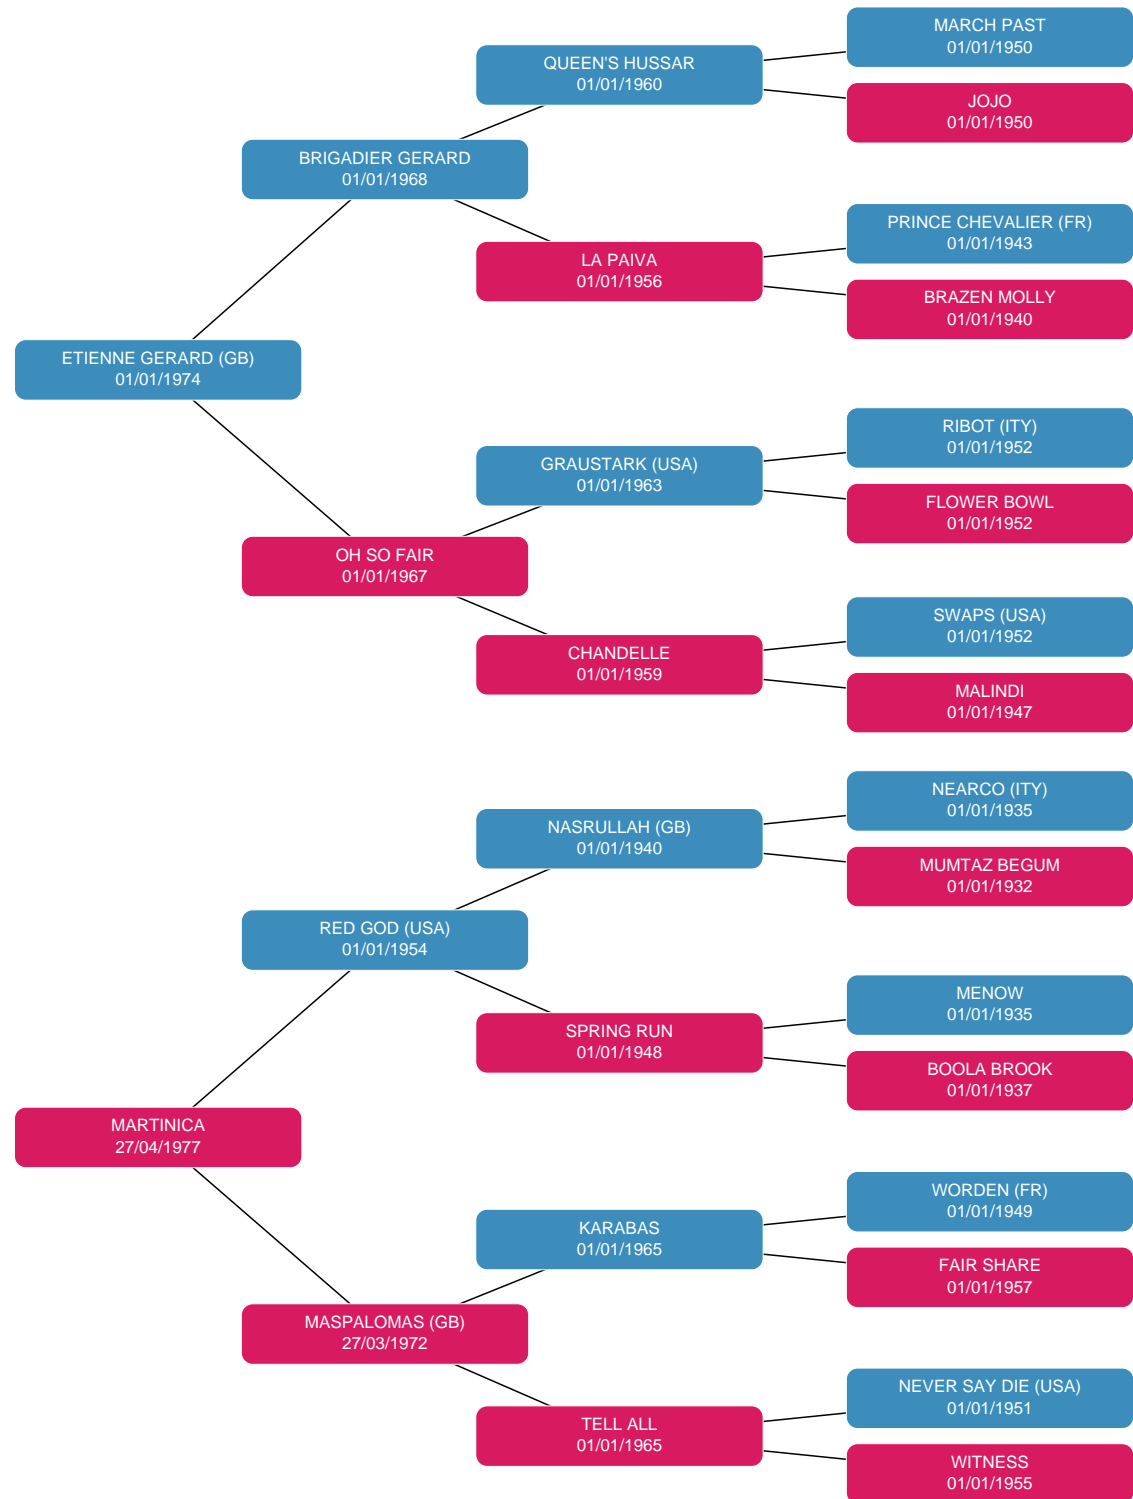 MARCH PAST
01/01/1950
QUEEN'S HUSSAR
01/01/1960
JOJO
01/01/1950
BRIGADIER GERARD
01/01/1968
PRINCE CHEVALIER (FR)
01/01/1943
LA PAIVA
01/01/1956
BRAZEN MOLLY
01/01/1940
ETIENNE GERARD (GB)
01/01/1974
RIBOT (ITY)
01/01/1952
GRAUSTARK (USA)
01/01/1963
FLOWER BOWL
01/01/1952
OH SO FAIR
01/01/1967
SWAPS (USA)
01/01/1952
CHANDELLE
01/01/1959
MALINDI
01/01/1947
NEARCO (ITY)
01/01/1935
NASRULLAH (GB)
01/01/1940
MUMTAZ BEGUM
01/01/1932
RED GOD (USA)
01/01/1954
MENOW
01/01/1935
SPRING RUN
01/01/1948
BOOLA BROOK
01/01/1937
MARTINICA
27/04/1977
WORDEN (FR)
01/01/1949
KARABAS
01/01/1965
FAIR SHARE
01/01/1957
MASPALOMAS (GB)
27/03/1972
NEVER SAY DIE (USA)
01/01/1951
TELL ALL
01/01/1965
WITNESS
01/01/1955